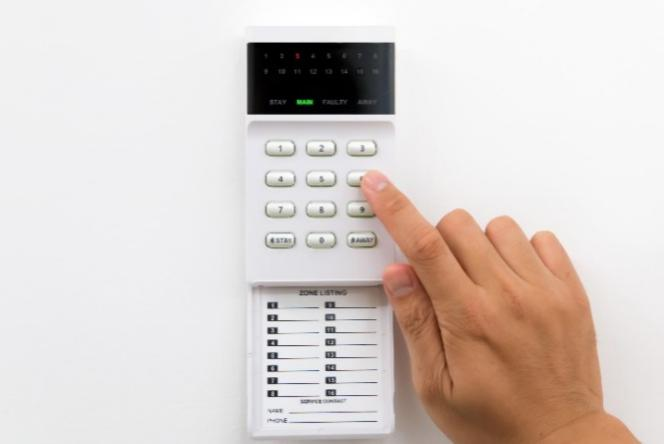 1 2 3 4 5 6 7 8
9 10 11 12 13 14 15 16
STAY MAIN FAULTY AWAY
1 2 3
4 5
7 8 9
* STAY 0 # AWAY
ZONE LISTING
1 9
2 10
3 11
4 12
5 13
6 14
7 15
8 16
SERVICE CONTACT
NAME
PHONE